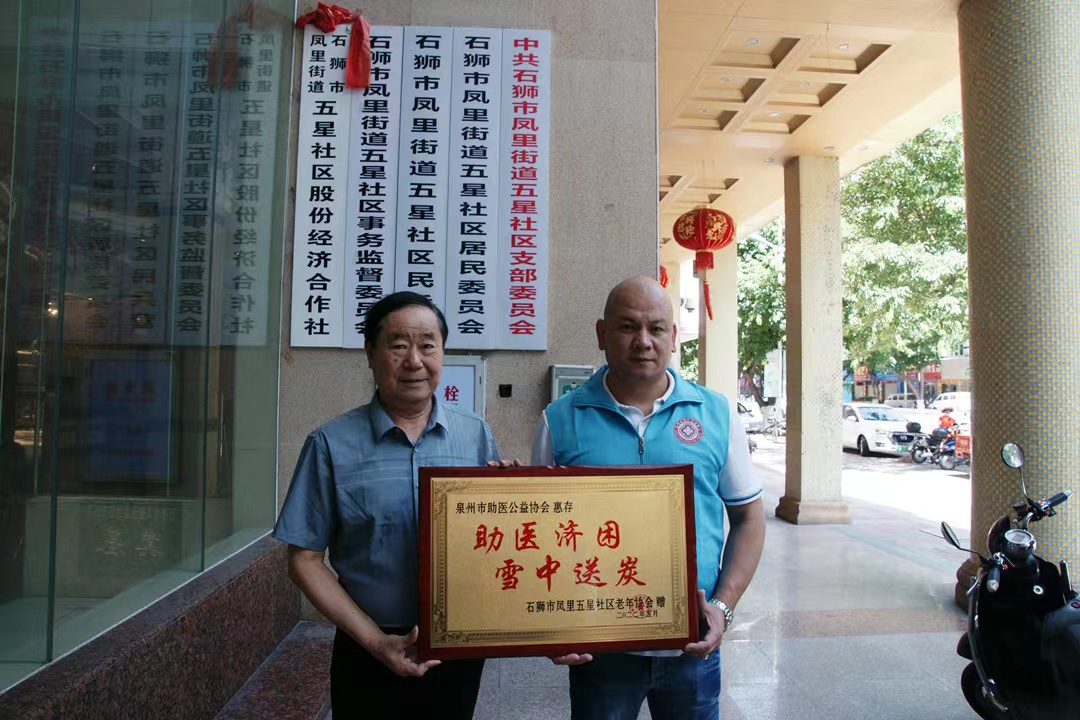 中共石狮市凤里街道五星社区支部委员会
石狮市凤里街道五星社区居民委员会
石狮市凤里街道五星社区民
石狮市凤里街道五星社区事务监督委员会
石狮市
凤里街道
五星社区股份经济合作社
栓
泉州市助医公益协会 惠存
助医济困
雪中送炭
石狮市凤里五星社区老年协会 赠